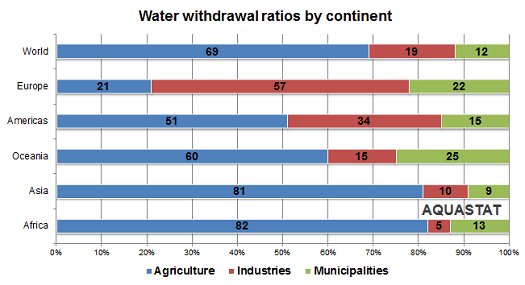 Water withdrawal ratios by continent
World 69 19 12
Europe 21 57 22
Americas 51 34 15
Oceania 60 15 25
Asia 81 10 9
AQUASTAT
Africa 82 5 13
0% 10% 20% 30% 40% 50% 60% 70% 80% 90% 100%
Agriculture Industries Municipalities